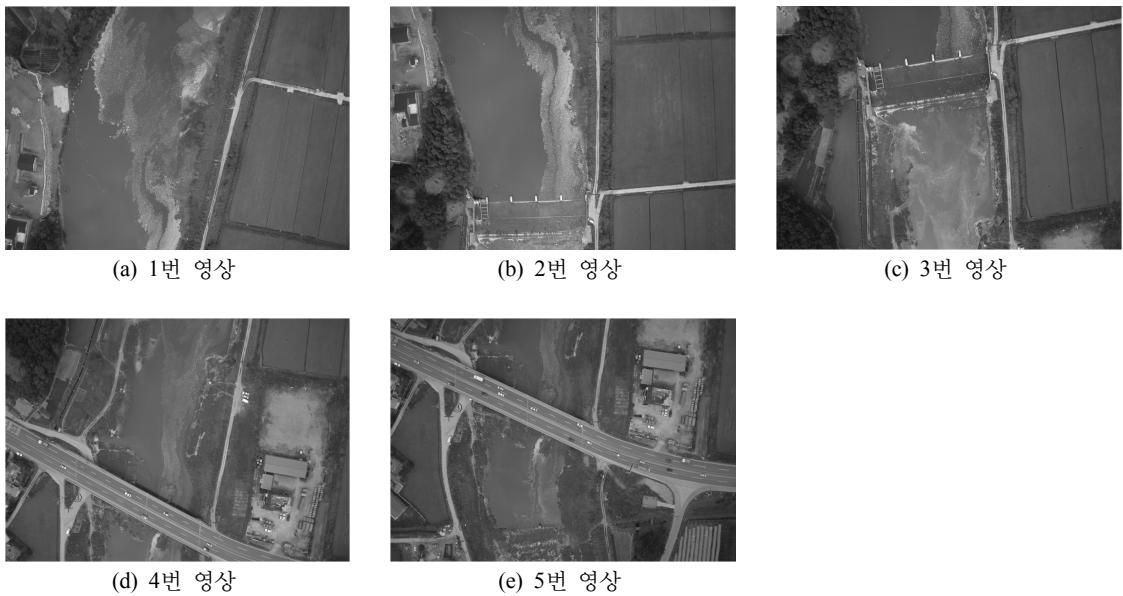 (a) 1번 영상
(b) 2번 영상
(c) 3번 영상
(d) 4번 영상
(e) 5번 영상